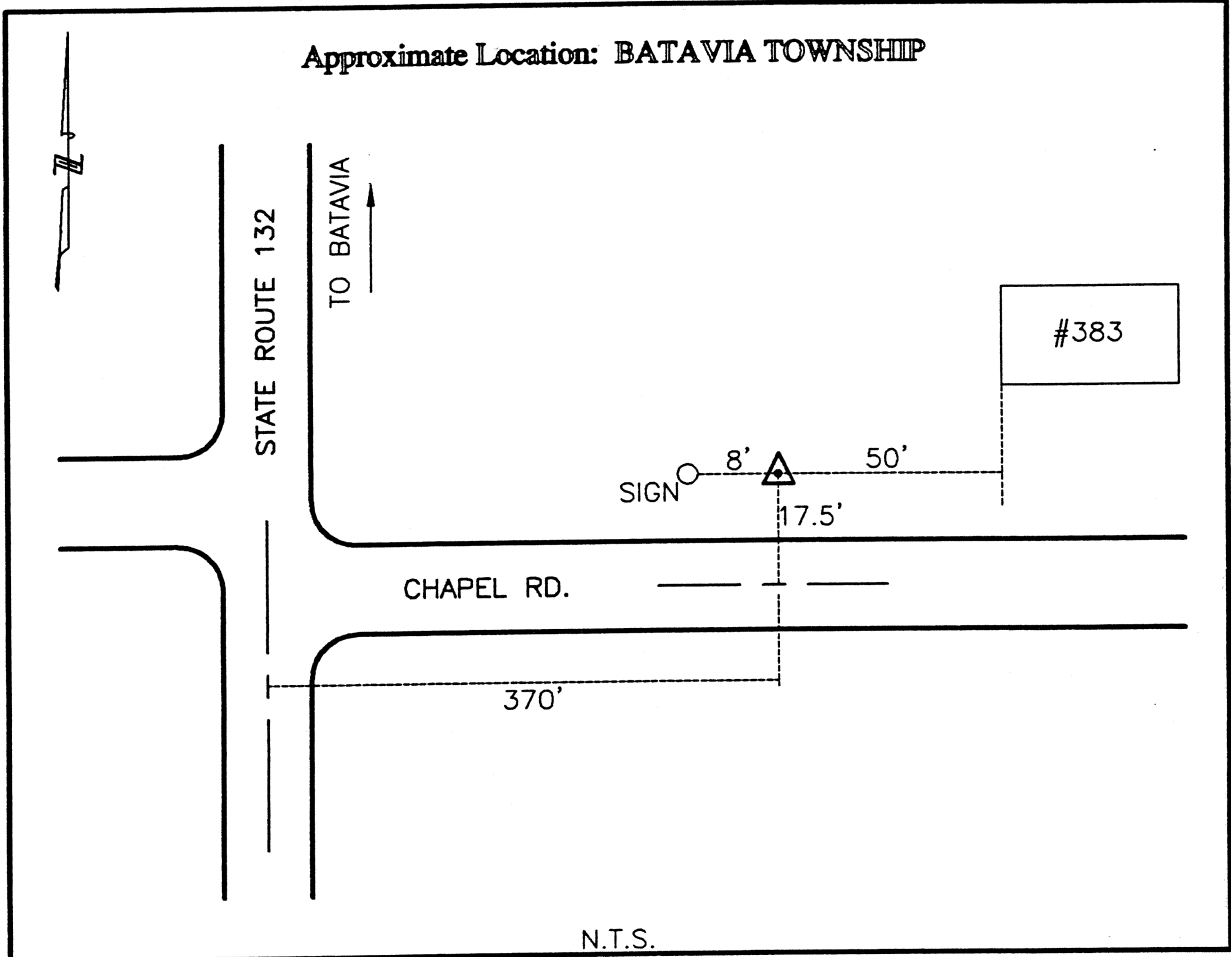 Approximate Location: BATAVIA TOWNSHIP
N
STATE ROUTE 132
TO BATAVIA
#383
SIGN
8'
50'
17.5'
CHAPEL RD.
370'
N.T.S.